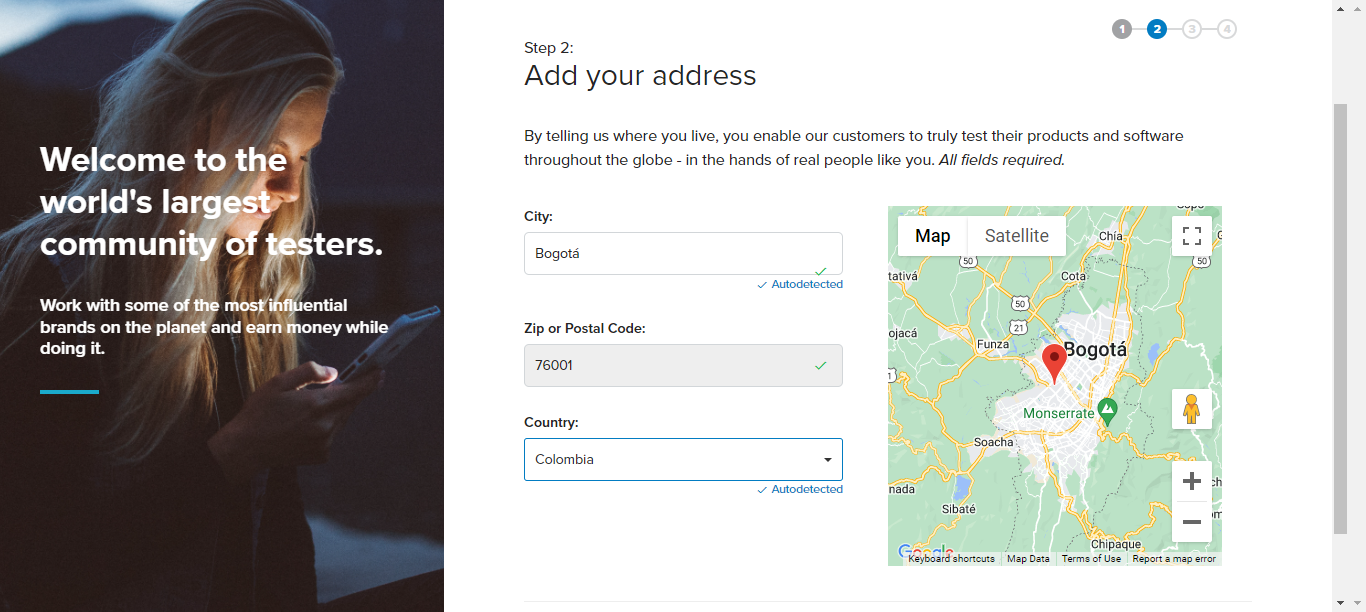 Welcome to the
world's largest
community of testers.
Work with some of the most influential
brands on the planet and earn money while
doing it.
1 2 3 4
Step 2:
Add your address
By telling us where you live, you enable our customers to truly test their products and software
throughout the globe - in the hands of real people like you. All fields required.
City:
Bogotá
Autodetected
Zip or Postal Code:
76001
Country:
Colombia
Autodetected
Map Satellite
Chía
50
50
Cota
50
21
Funza
Bogotá
Monserrate
Soacha
Sibaté
Chipaque
Google
Keyboard shortcuts Map Data Terms of Use Report a map error